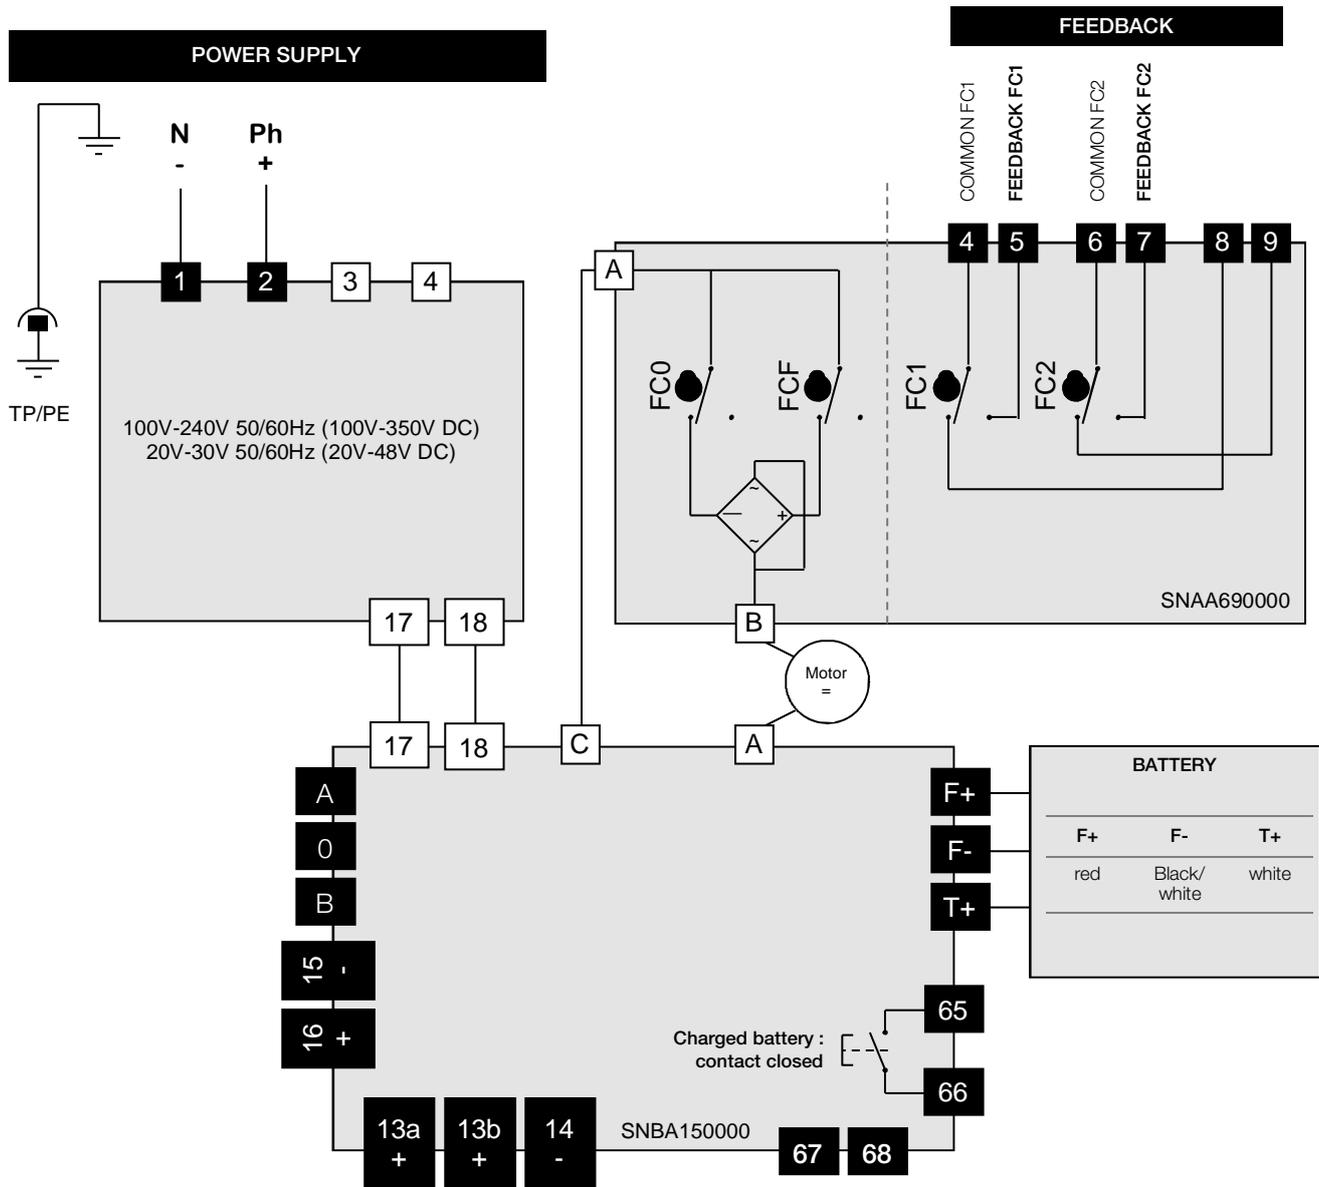 POWER SUPPLY
FEEDBACK
COMMON FC1
FEEDBACK FC1
COMMON FC2
FEEDBACK FC2
N
-
Ph
+
TP/PE
1
2
3
4
100V-240V 50/60Hz (100V-350V DC)
20V-30V 50/60Hz (20V-48V DC)
17
18
A
4
5
6
7
8
9
FC0
FCF
FC1
FC2
~
—
+
~
SNAA690000
B
Motor
=
17
18
C
A
A
0
B
15 -
16 +
13a
+
13b
+
14
-
SNBA150000
67
68
F+
F-
T+
65
66
Charged battery :
contact closed
BATTERY
F+ F- T+
red Black/ white
white